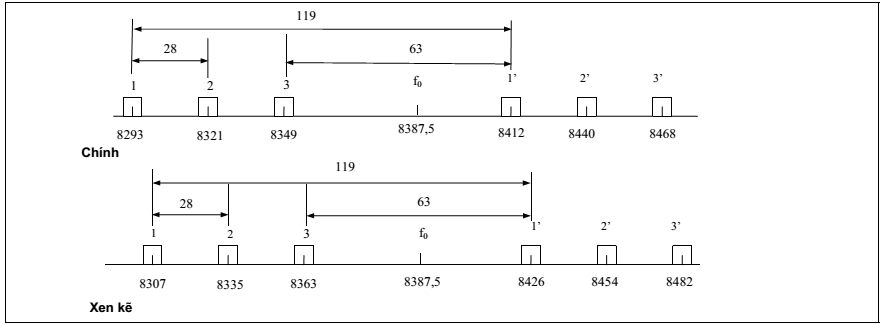 119
28 63
1 2 3 f₀ 1’ 2’ 3’
8293 8321 8349 8387,5 8412 8440 8468
Chính
119
28 63
1 2 3 f₀ 1’ 2’ 3’
8307 8335 8363 8387,5 8426 8454 8482
Xen kẽ